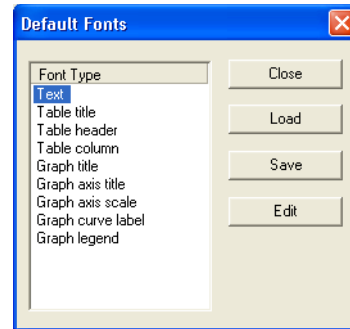 Default Fonts
Font Type
Text
Table title
Table header
Table column
Graph title
Graph axis title
Graph axis scale
Graph curve label
Graph legend
Close
Load
Save
Edit